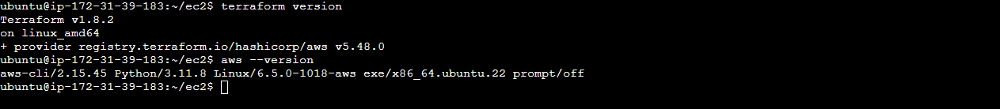 ubuntu@ip-172-31-39-183:~/ec2$ terraform version
Terraform v1.8.2
on linux_amd64
+ provider registry.terraform.io/hashicorp/aws v5.48.0
ubuntu@ip-172-31-39-183:~/ec2$ aws --version
aws-cli/2.15.45 Python/3.11.8 Linux/6.5.0-1018-aws exe/x86_64.ubuntu.22 prompt/off
ubuntu@ip-172-31-39-183:~/ec2$